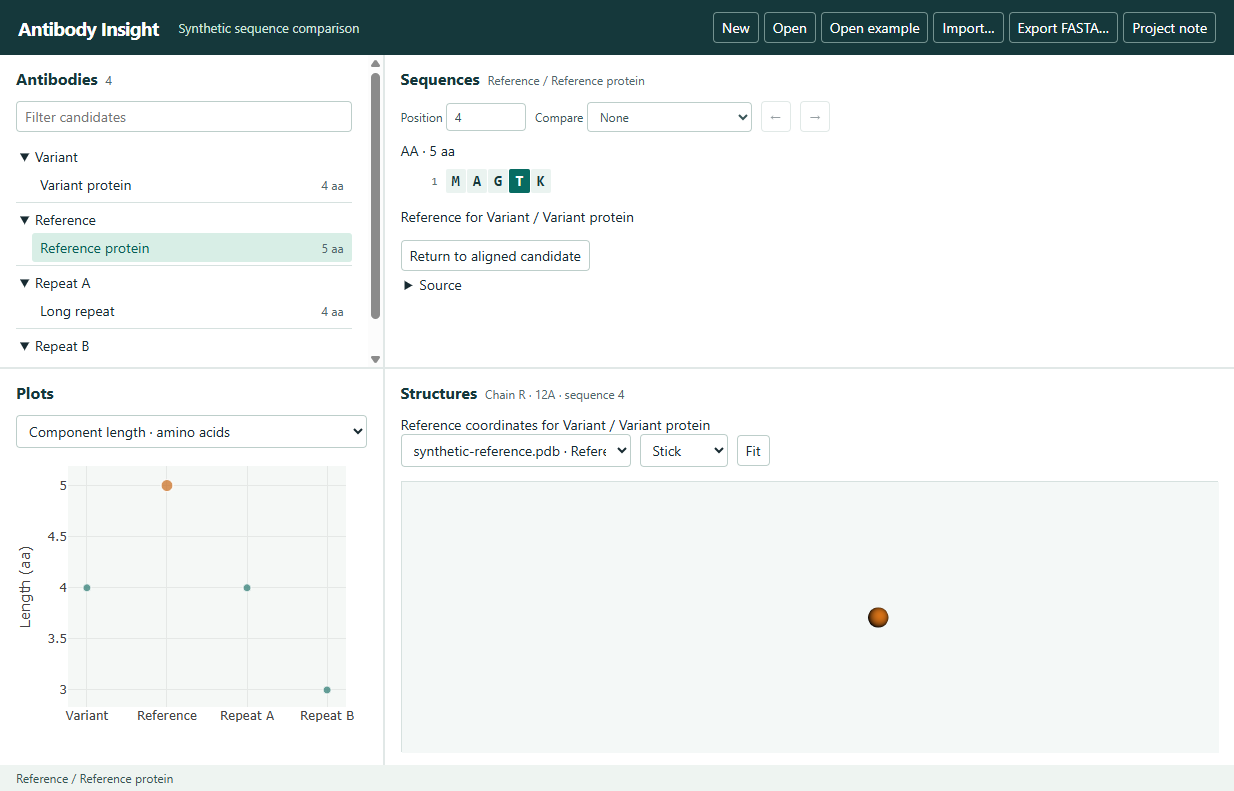 Antibody Insight Synthetic sequence comparison New Open Open example Import... Export FASTA... Project note
Antibodies 4
Filter candidates
▼ Variant
Variant protein 4 aa
▼ Reference
Reference protein 5 aa
▼ Repeat A
Long repeat 4 aa
▼ Repeat B
Sequences Reference / Reference protein
Position 4 Compare None ← →
AA · 5 aa
1 M A G T K
Reference for Variant / Variant protein
Return to aligned candidate
▶ Source
Plots
Component length · amino acids
Length (aa)
5
4.5
4
3.5
3
Variant Reference Repeat A Repeat B
Structures Chain R · 12A · sequence 4
Reference coordinates for Variant / Variant protein
synthetic-reference.pdb · Refere Stick Fit
Reference / Reference protein